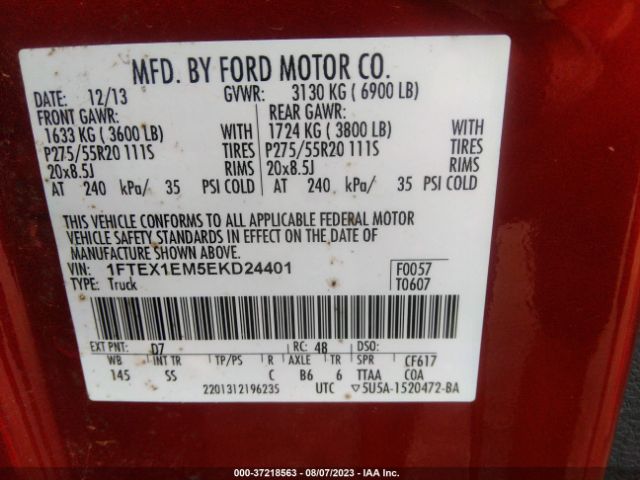 MFD. BY FORD MOTOR CO.
DATE: 12/13 GVWR: 3130 KG ( 6900 LB)
FRONT GAWR: REAR GAWR:
1633 KG ( 3600 LB) WITH 1724 KG ( 3800 LB) WITH
P275/55R20 111S TIRES P275/55R20 111S TIRES
20x8.5J RIMS 20x8.5J RIMS
AT 240 kPa/ 35 PSI COLD AT 240 kPa/ 35 PSI COLD
THIS VEHICLE CONFORMS TO ALL APPLICABLE FEDERAL MOTOR
VEHICLE SAFETY STANDARDS IN EFFECT ON THE DATE OF
MANUFACTURE SHOWN ABOVE.
VIN: 1FTEX1EM5EKD24401 F0057
TYPE: Truck T0607
EXT PNT: D7 RC: 48 DSO:
WB INT TR TP/PS R AXLE TR SPR CF617
145 SS C B6 6 TTAA COA
2201312196235 UTC ▽5U5A-1520472-BA
000-37218563 - 08/07/2023 - IAA Inc.